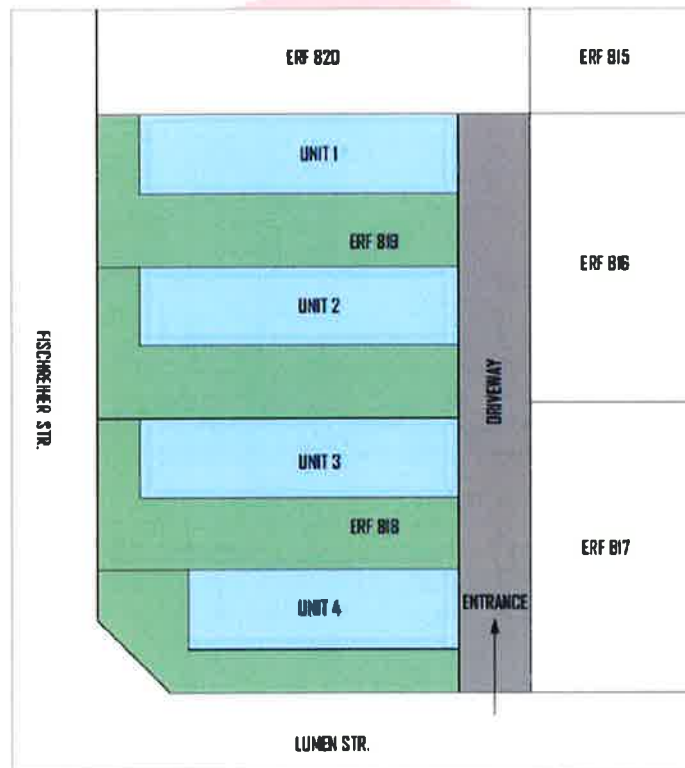 ERF 820
ERF 815
UNIT 1
ERF 819
ERF 816
UNIT 2
FISCHREIHER STR.
DRIVEWAY
UNIT 3
ERF 818
ERF 817
UNIT 4
ENTRANCE
LUMEN STR.